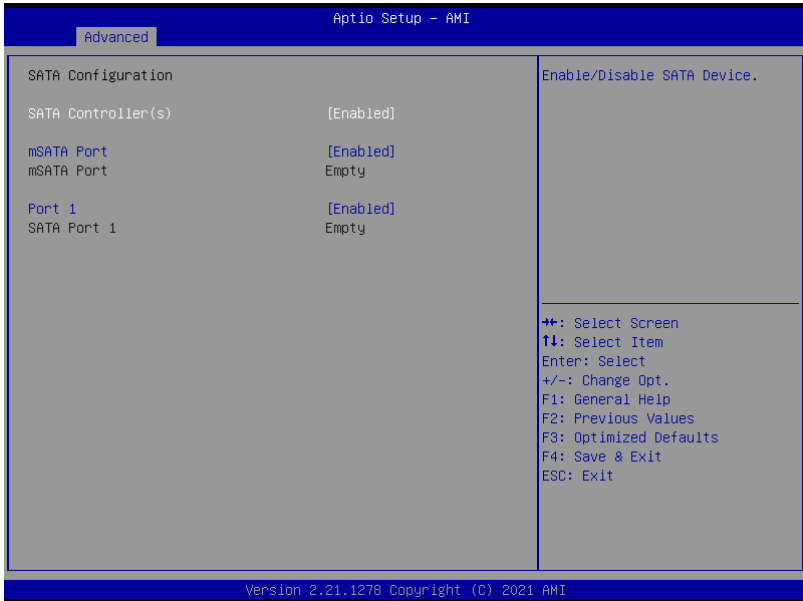 Aptio Setup – AMI
Advanced
SATA Configuration
SATA Controller(s) [Enabled]
mSATA Port [Enabled]
mSATA Port Empty
Port 1 [Enabled]
SATA Port 1 Empty
Enable/Disable SATA Device.
→←: Select Screen
↑↓: Select Item
Enter: Select
+/-: Change Opt.
F1: General Help
F2: Previous Values
F3: Optimized Defaults
F4: Save & Exit
ESC: Exit
Version 2.21.1278 Copyright (C) 2021 AMI